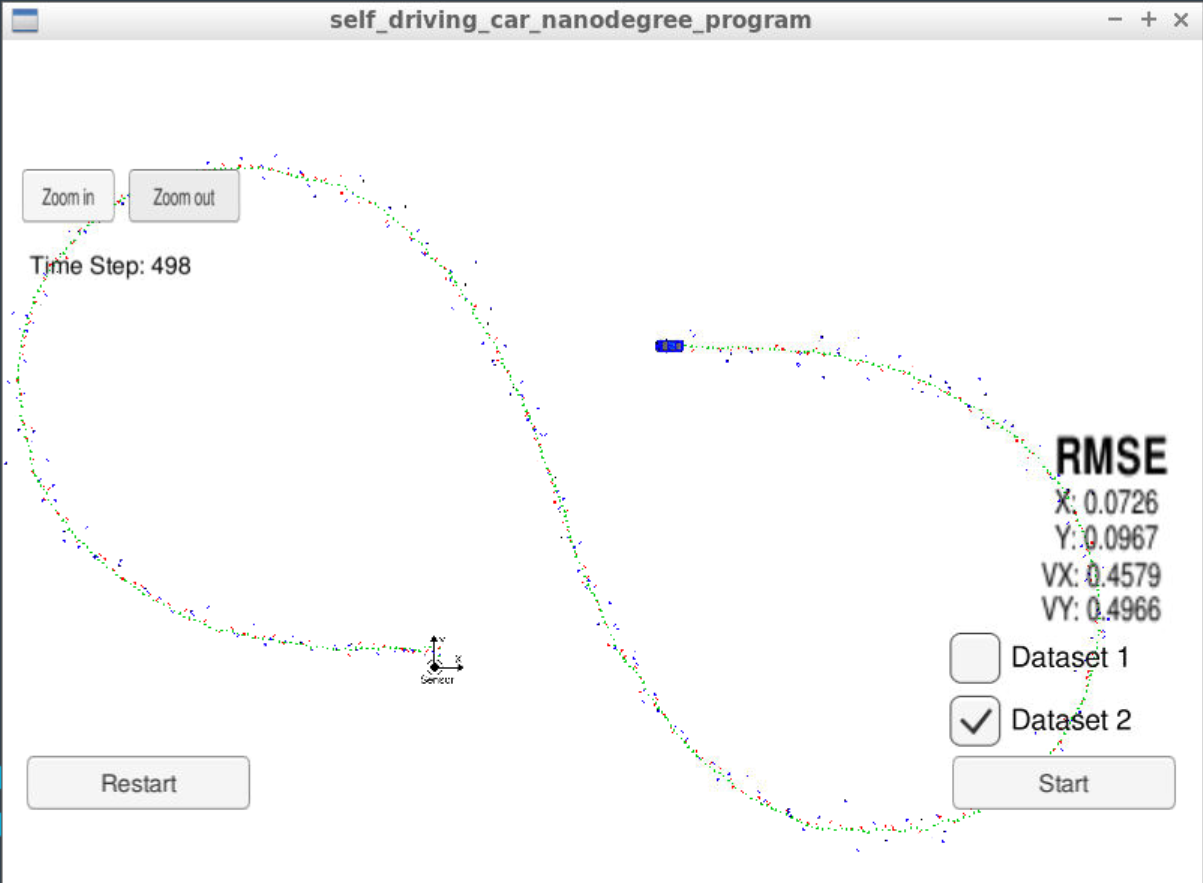 self_driving_car_nanodegree_program
Zoom in
Zoom out
Time Step: 498
RMSE
X: 0.0726
Y: 0.0967
VX: 0.4579
VY: 0.4966
Y
X
Sensor
Dataset 1
Dataset 2
Restart
Start